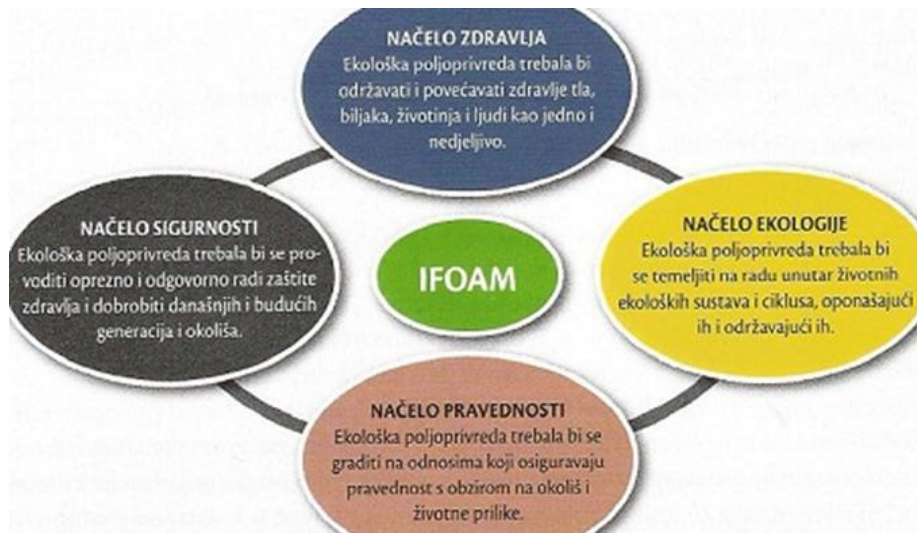 NAČELO ZDRAVLJA
Ekološka poljoprivreda trebala bi
održavati i povećavati zdravlje tla,
biljaka, životinja i ljudi kao jedno i
nedjeljivo.
NAČELO SIGURNOSTI
Ekološka poljoprivreda trebala bi se pro-
voditi oprezno i odgovorno radi zaštite
zdravlja i dobrobiti današnjih i budućih
generacija i okoliša.
IFOAM
NAČELO EKOLOGIJE
Ekološka poljoprivreda trebala bi
se temeljiti na radu unutar životnih
ekoloških sustava i ciklusa, oponašajući
ih i održavajući ih.
NAČELO PRAVEDNOSTI
Ekološka poljoprivreda trebala bi se
graditi na odnosima koji osiguravaju
pravednost s obzirom na okoliš i
životne prilike.